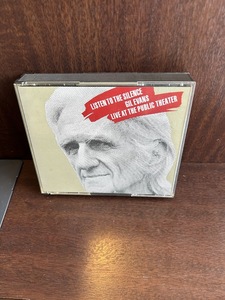 LISTEN TO THE SILENCE
GIL EVANS
LIVE AT THE PUBLIC THEATER